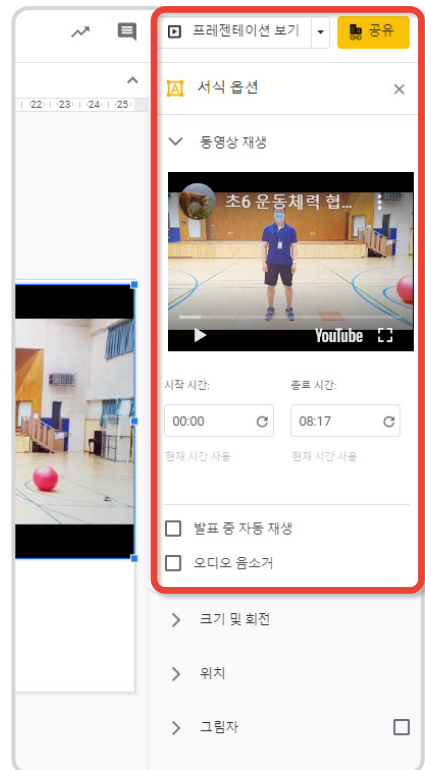 프레젠테이션 보기
공유
서식 옵션
22 23 24 25
동영상 재생
초6 운동체력 협...
YouTube
시작 시간:
종료 시간:
00:00
08:17
현재 시간 사용
현재 시간 사용
발표 중 자동 재생
오디오 음소거
크기 및 회전
위치
그림자